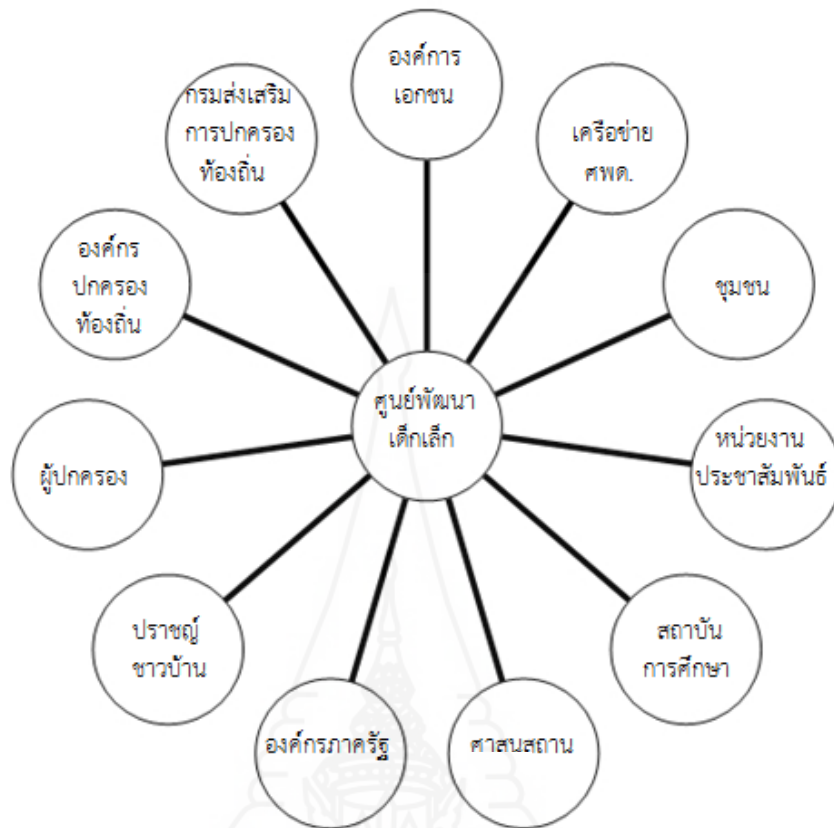 องค์การ
เอกชน
เครือข่าย
ศพด.
ชุมชน
หน่วยงาน
ประชาสัมพันธ์
สถาบัน
การศึกษา
ศาสนสถาน
องค์กรภาครัฐ
ปราชญ์
ชาวบ้าน
ผู้ปกครอง
องค์กร
ปกครอง
ท้องถิ่น
กรมส่งเสริม
การปกครอง
ท้องถิ่น
ศูนย์พัฒนา
เด็กเล็ก